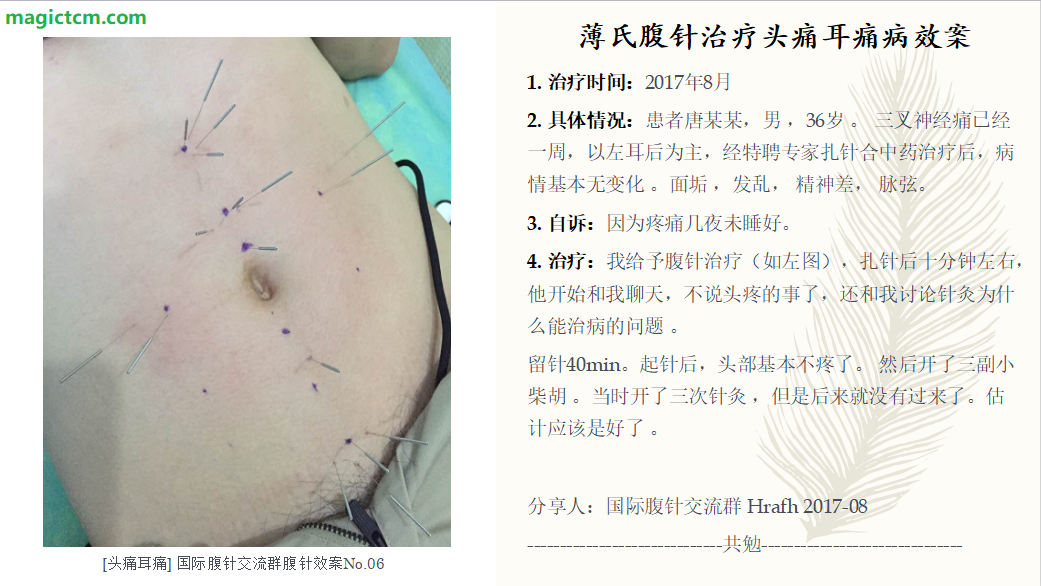 magictcm.com
薄氏腹针治疗头痛耳痛病效案
1. 治疗时间：2017年8月
2. 具体情况：患者唐某某，男 ，36岁 。 三叉神经痛已经
一周，以左耳后为主，经特聘专家扎针合中药治疗后，病
情基本无变化 。面垢 ，发乱， 精神差， 脉弦。
3. 自诉：因为疼痛几夜未睡好。
4. 治疗：我给予腹针治疗（如左图），扎针后十分钟左右，
他开始和我聊天，不说头疼的事了，还和我讨论针灸为什
么能治病的问题 。
留针40min。起针后，头部基本不疼了。 然后开了三副小
柴胡 。当时开了三次针灸 ，但是后来就没有过来了。估
计应该是好了 。
分享人：国际腹针交流群 Hrafh 2017-08
------------------------------共勉-------------------------------
[头痛耳痛] 国际腹针交流群腹针效案No.06